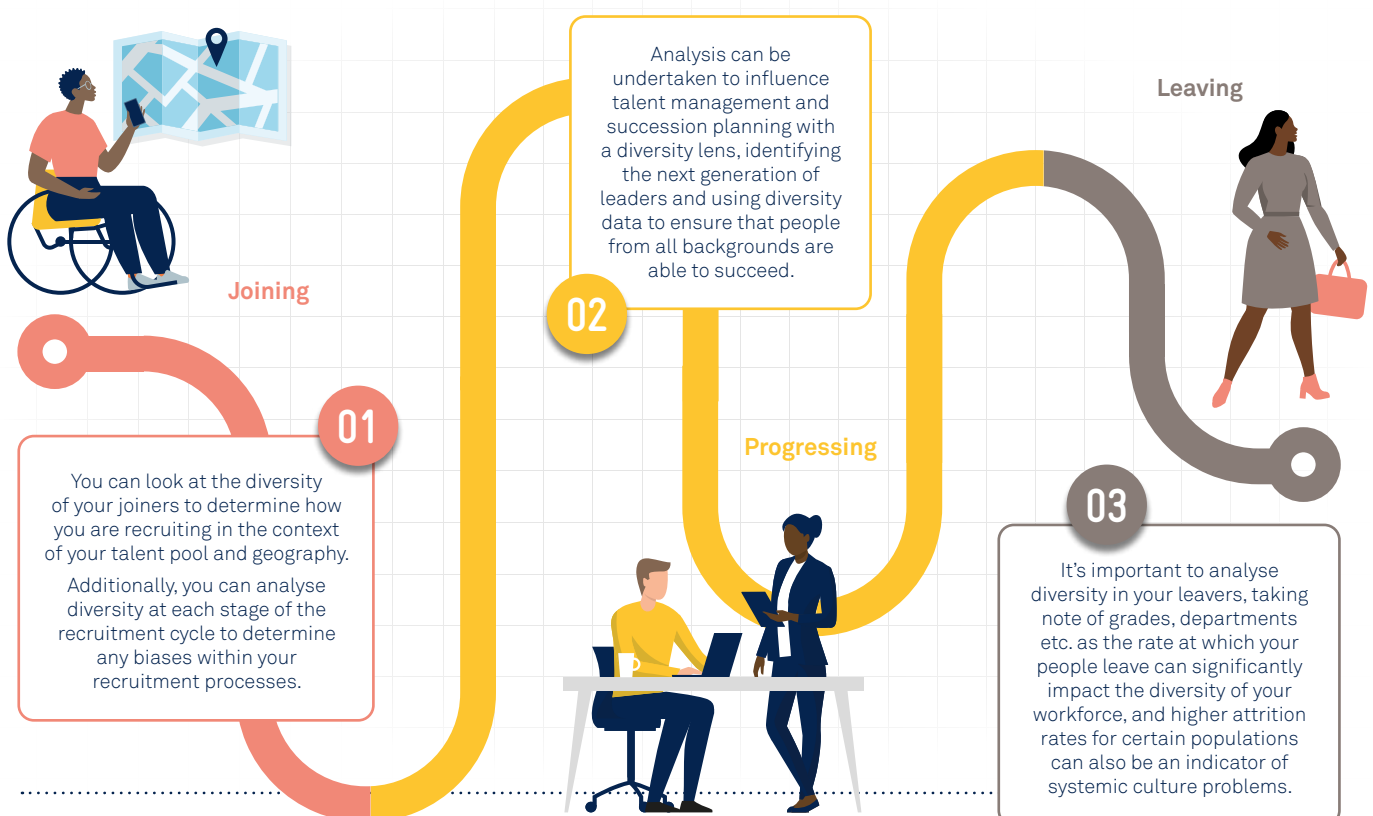 Joining
01
You can look at the diversity
of your joiners to determine how
you are recruiting in the context
of your talent pool and geography.
Additionally, you can analyse
diversity at each stage of the
recruitment cycle to determine
any biases within your
recruitment processes.
02
Analysis can be
undertaken to influence
talent management and
succession planning with
a diversity lens, identifying
the next generation of
leaders and using diversity
data to ensure that people
from all backgrounds are
able to succeed.
Progressing
Leaving
03
It’s important to analyse
diversity in your leavers, taking
note of grades, departments
etc. as the rate at which your
people leave can significantly
impact the diversity of your
workforce, and higher attrition
rates for certain populations
can also be an indicator of
systemic culture problems.